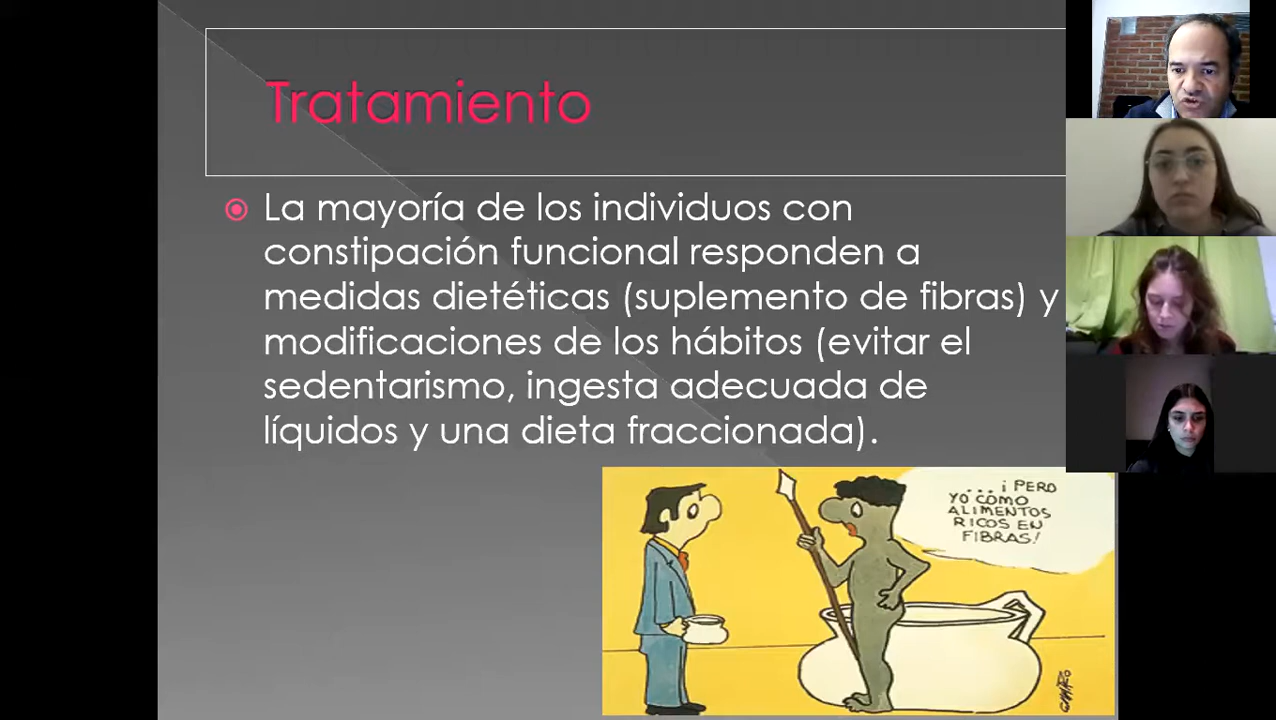 Tratamiento
La mayoría de los individuos con
constipación funcional responden a
medidas dietéticas (suplemento de fibras) y
modificaciones de los hábitos (evitar el
sedentarismo, ingesta adecuada de
líquidos y una dieta fraccionada).
...¡PERO
YO COMO
ALIMENTOS
RICOS EN
FIBRAS!